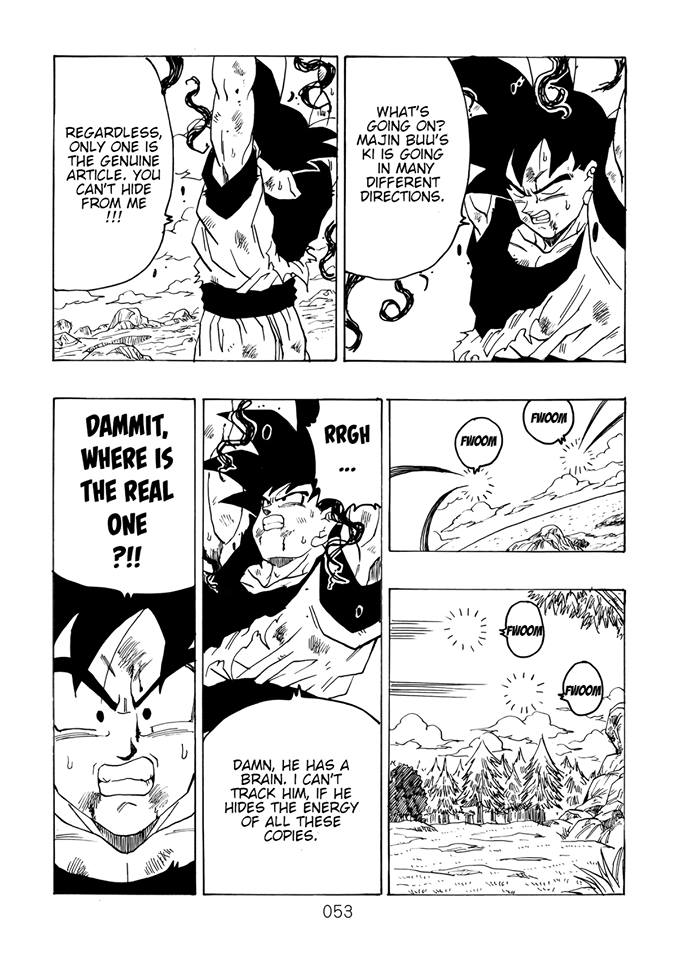 WHAT'S
GOING ON?
MAJIN BUU'S
KI IS GOING
IN MANY
DIFFERENT
DIRECTIONS.
REGARDLESS,
ONLY ONE IS
THE GENUINE
ARTICLE. YOU
CAN'T HIDE
FROM ME
!!!
FWOOM
FWOOM
FWOOM
FWOOM
RRGH
...
DAMN, HE HAS A
BRAIN. I CAN'T
TRACK HIM, IF HE
HIDES THE ENERGY
OF ALL THESE
COPIES.
DAMMIT,
WHERE IS
THE REAL
ONE
?!!
053